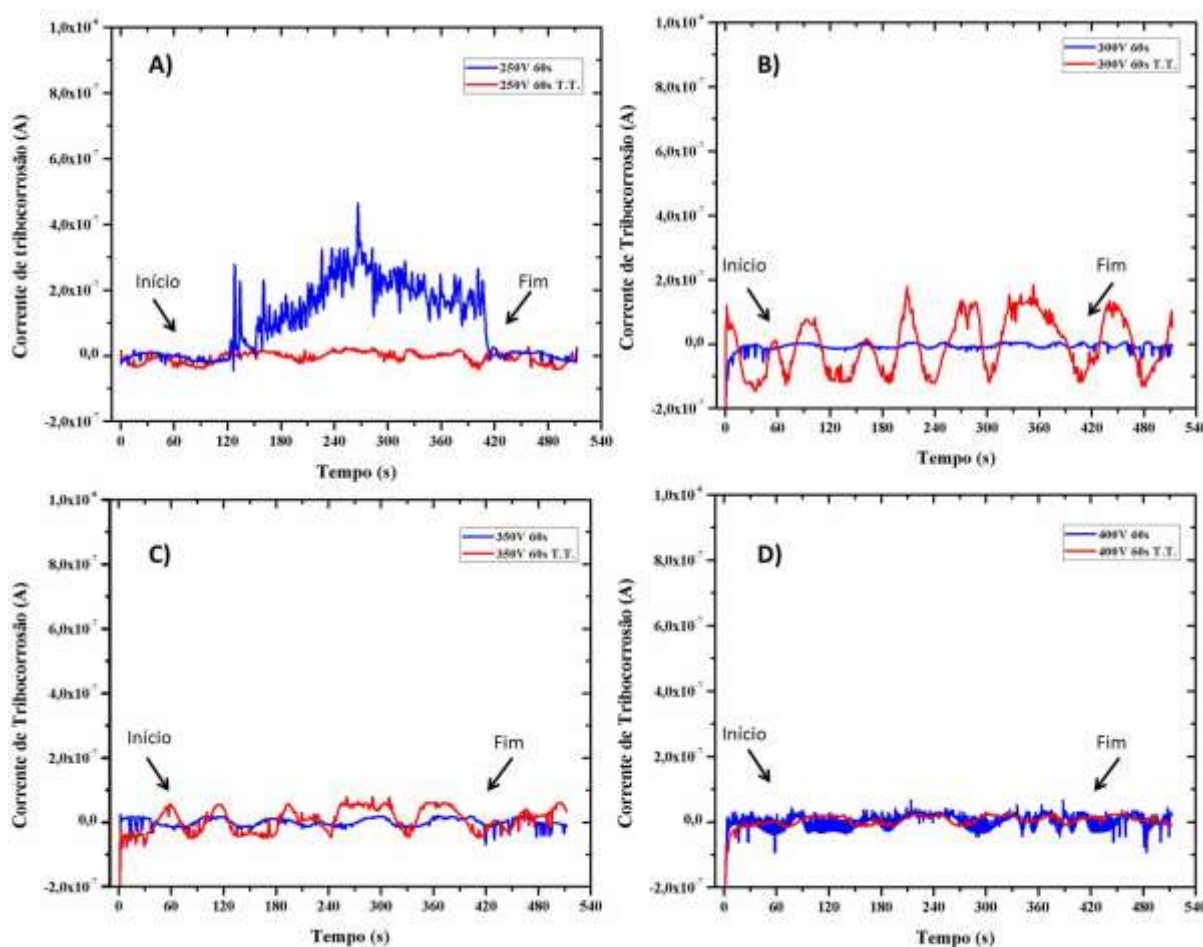 A)
250V 60s
250V 60s T.T.
Corrente de tribocorrosão (A)
1,0x10⁻⁶
8,0x10⁻⁷
6,0x10⁻⁷
4,0x10⁻⁷
2,0x10⁻⁷
0,0
-2,0x10⁻⁷
Início
Fim
0 60 120 180 240 300 360 420 480 540
Tempo (s)
B)
300V 60s
300V 60s T.T.
Corrente de Tribocorrosão (A)
1,0x10⁻⁶
8,0x10⁻⁷
6,0x10⁻⁷
4,0x10⁻⁷
2,0x10⁻⁷
0,0
-2,0x10⁻⁷
Início
Fim
0 60 120 180 240 300 360 420 480 540
Tempo (s)
C)
350V 60s
350V 60s T.T.
Corrente de Tribocorrosão (A)
1,0x10⁻⁶
8,0x10⁻⁷
6,0x10⁻⁷
4,0x10⁻⁷
2,0x10⁻⁷
0,0
-2,0x10⁻⁷
Início
Fim
0 60 120 180 240 300 360 420 480 540
Tempo (s)
D)
400V 60s
400V 60s T.T.
Corrente de Tribocorrosão (A)
1,0x10⁻⁶
8,0x10⁻⁷
6,0x10⁻⁷
4,0x10⁻⁷
2,0x10⁻⁷
0,0
-2,0x10⁻⁷
Início
Fim
0 60 120 180 240 300 360 420 480 540
Tempo (s)